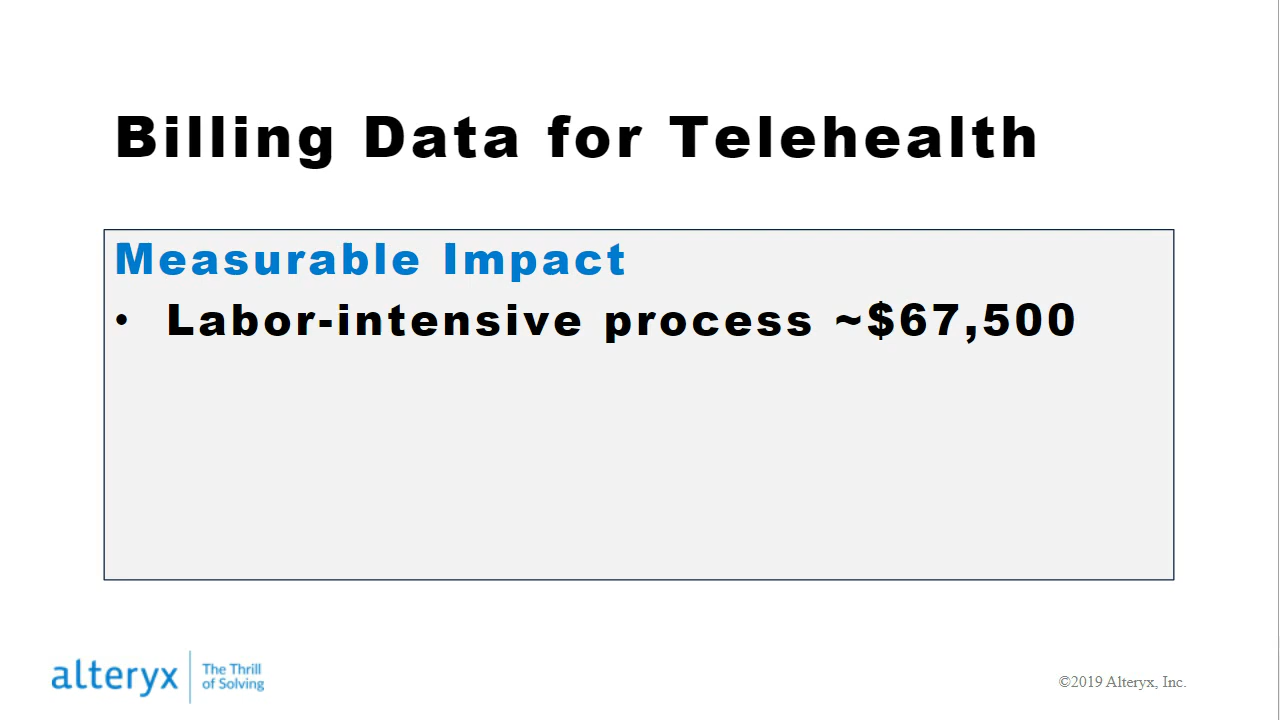 Billing Data for Telehealth
Measurable Impact
• Labor-intensive process ~$67,500
alteryx
The Thrill
of Solving
©2019 Alteryx, Inc.